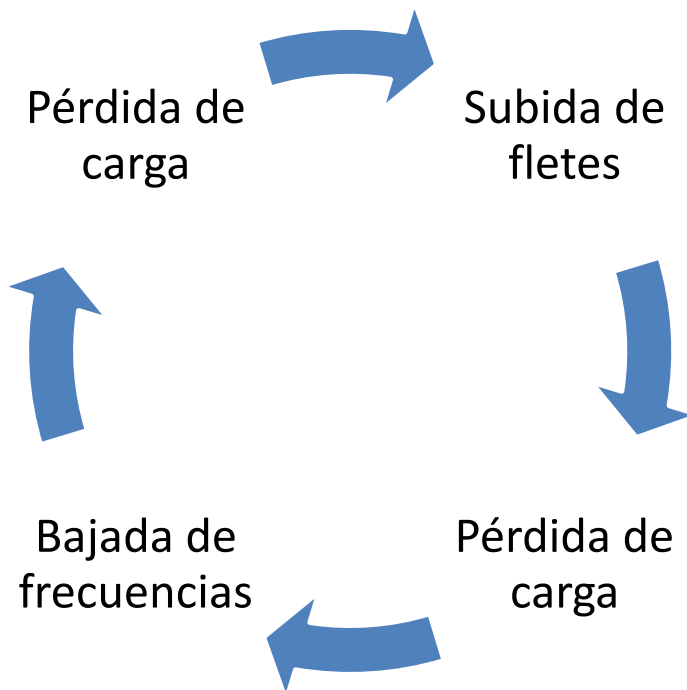 Pérdida de
carga
Subida de
fletes
Pérdida de
carga
Bajada de
frecuencias